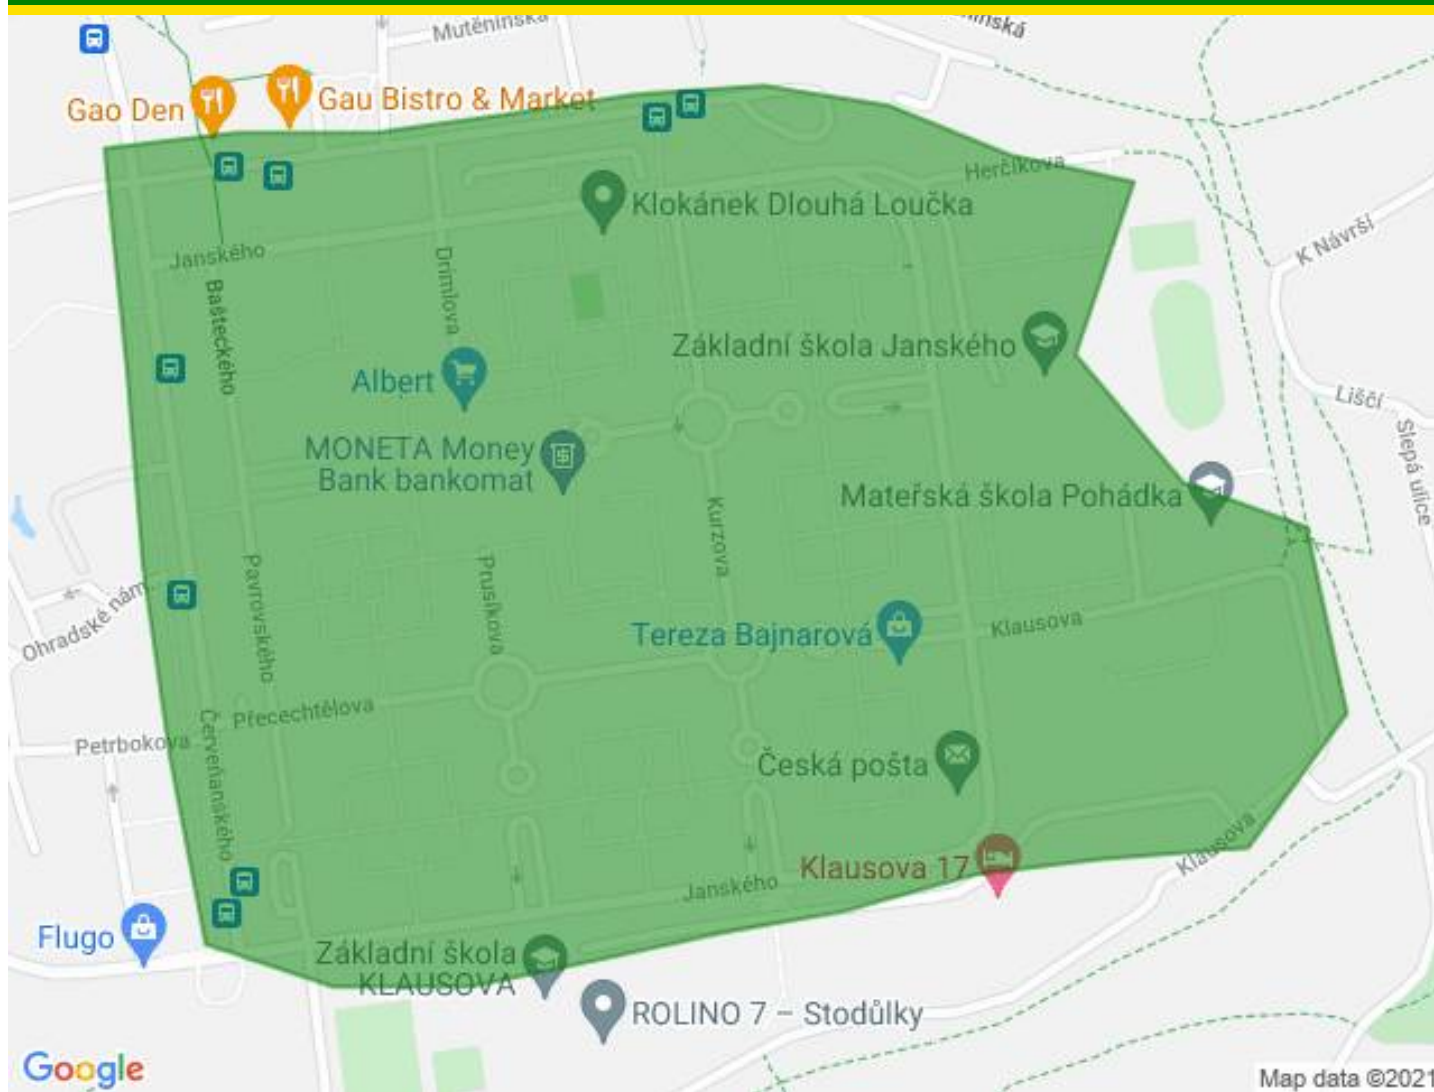 Mutěnínská
Gao Den
Gau Bistro & Market
Herčíkova
Klokánek Dlouhá Loučka
K Návrší
Janského
Bašteckého
Drimlova
Základní škola Janského
Albert
Liščí
Slepá ulice
MONETA Money
Bank bankomat
Mateřská škola Pohádka
Kurzova
Ohradské nám.
Pavrovského
Prusíkova
Tereza Bajnarová
Klausova
Přecechtělova
Petrbokova
Červeňanského
Česká pošta
Klausova 17
Klausova
Janského
Flugo
Základní škola
KLAUSOVA
ROLINO 7 – Stodůlky
Google
Map data ©2021